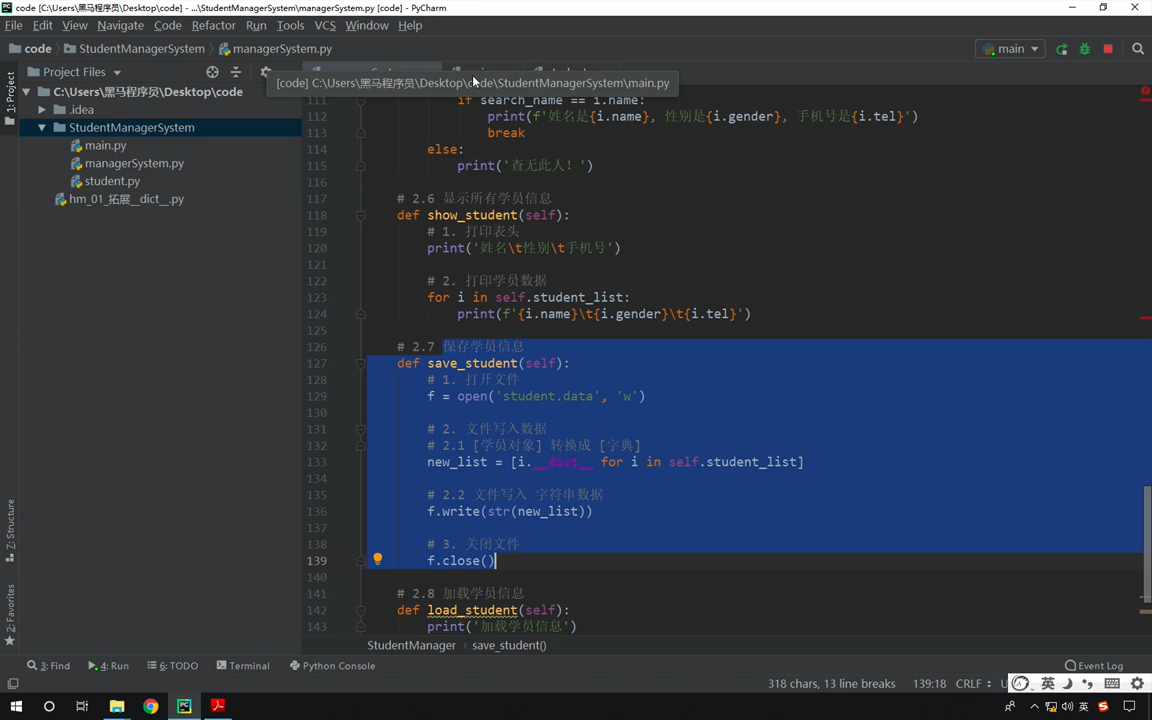 code [C:\Users\黑马程序员\Desktop\code] - ...\StudentManagerSystem\managerSystem.py [code] - PyCharm
File Edit View Navigate Code Refactor Run Tools VCS Window Help
code StudentManagerSystem managerSystem.py main
1: Project
Project Files
[code] C:\Users\黑马程序员\Desktop\code\StudentManagerSystem\main.py
C:\Users\黑马程序员\Desktop\code
.idea
StudentManagerSystem
main.py
managerSystem.py
student.py
hm_01_拓展__dict__.py
111 if search_name == i.name:
112 print(f'姓名是{i.name}, 性别是{i.gender}, 手机号是{i.tel}')
113 break
114 else:
115 print('查无此人! ')
116
117 # 2.6 显示所有学员信息
118 def show_student(self):
119 # 1. 打印表头
120 print('姓名\t性别\t手机号')
121
122 # 2. 打印学员数据
123 for i in self.student_list:
124 print(f'{i.name}\t{i.gender}\t{i.tel}')
125
126 # 2.7 保存学员信息
127 def save_student(self):
128 # 1. 打开文件
129 f = open('student.data', 'w')
130
131 # 2. 文件写入数据
132 # 2.1 [学员对象] 转换成 [字典]
133 new_list = [i.__dict__ for i in self.student_list]
134
135 # 2.2 文件写入 字符串数据
136 f.write(str(new_list))
137
138 # 3. 关闭文件
139 f.close()
140
141 # 2.8 加载学员信息
142 def load_student(self):
143 print('加载学员信息')
StudentManager › save_student()
Z: Structure
2: Favorites
3: Find 4: Run 6: TODO Terminal Python Console Event Log
318 chars, 13 line breaks 139:18 CRLF 英
英